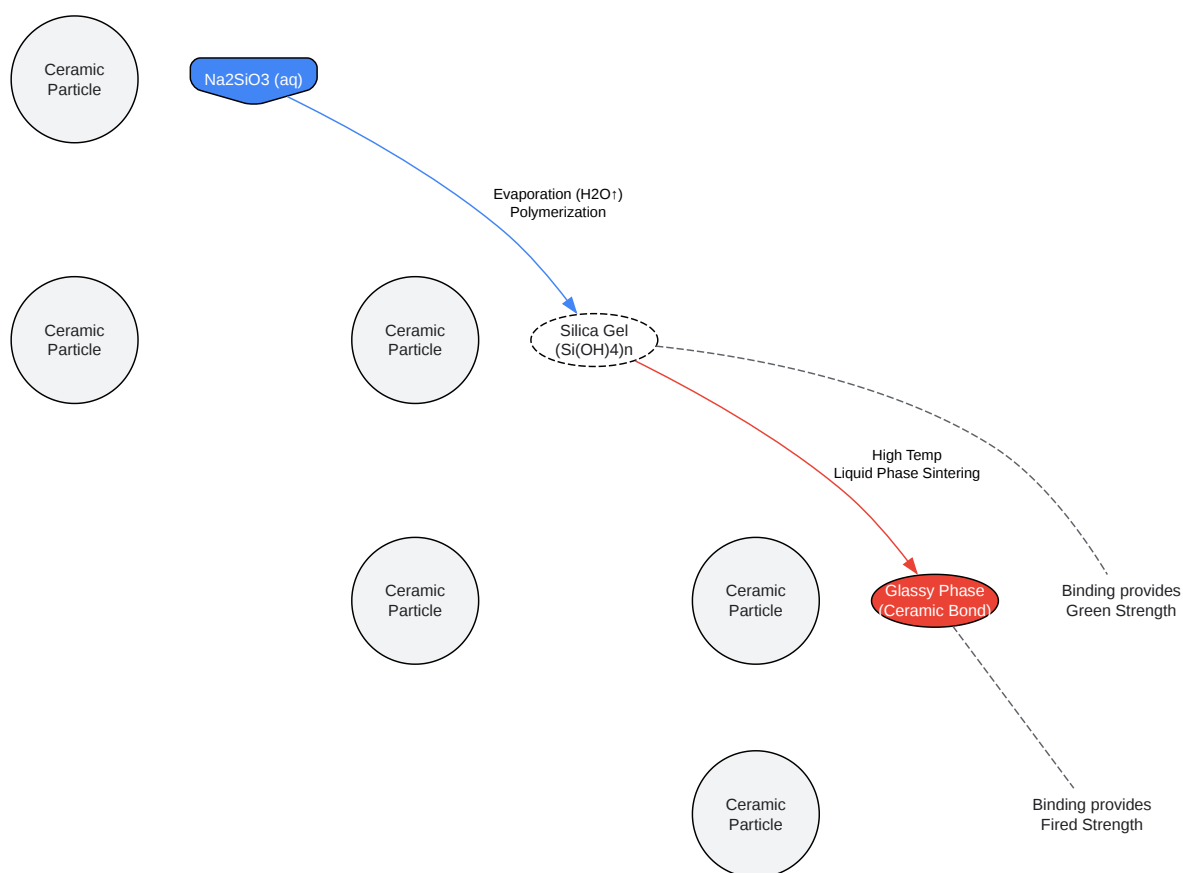 Ceramic
Particle
Na2SiO3 (aq)
Evaporation (H2O↑)
Polymerization
Ceramic
Particle
Ceramic
Particle
Silica Gel
(Si(OH)4)n
High Temp
Liquid Phase Sintering
Ceramic
Particle
Ceramic
Particle
Glassy Phase
(Ceramic Bond)
Binding provides
Green Strength
Ceramic
Particle
Binding provides
Fired Strength